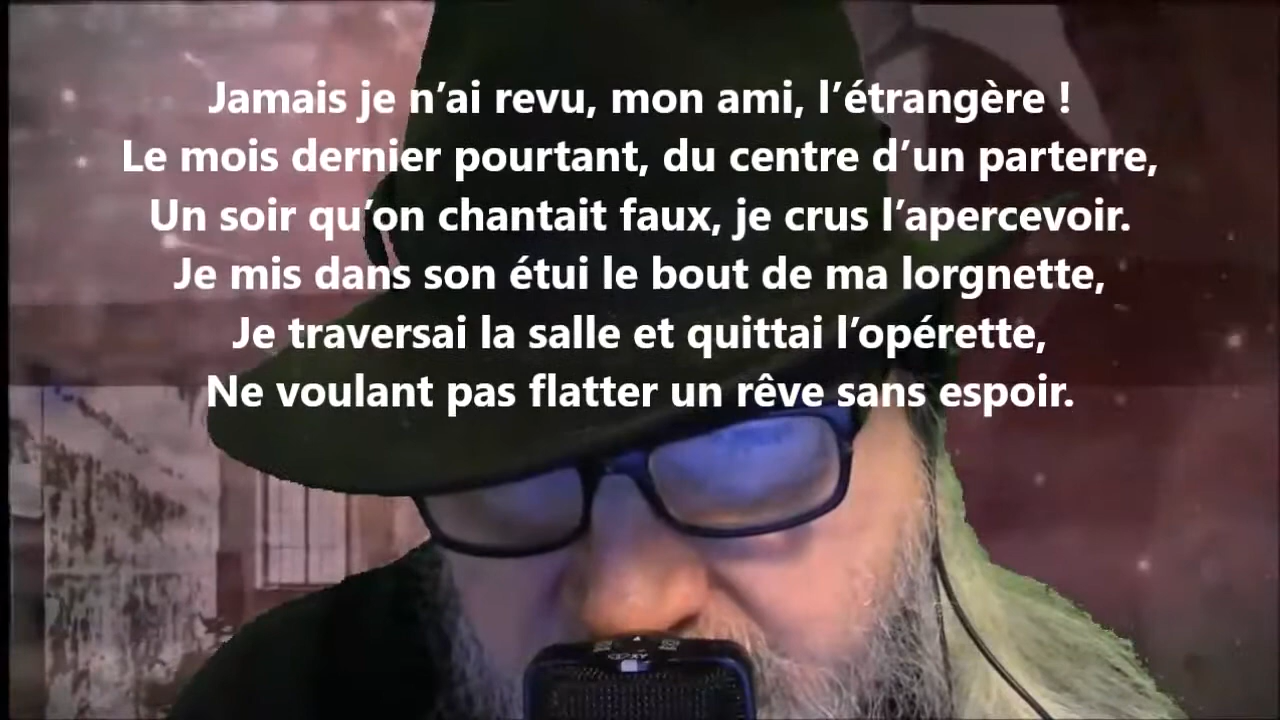 Jamais je n’ai revu, mon ami, l’étrangère !
Le mois dernier pourtant, du centre d’un parterre,
Un soir qu’on chantait faux, je crus l’apercevoir.
Je mis dans son étui le bout de ma lorgnette,
Je traversai la salle et quittai l’opérette,
Ne voulant pas flatter un rêve sans espoir.